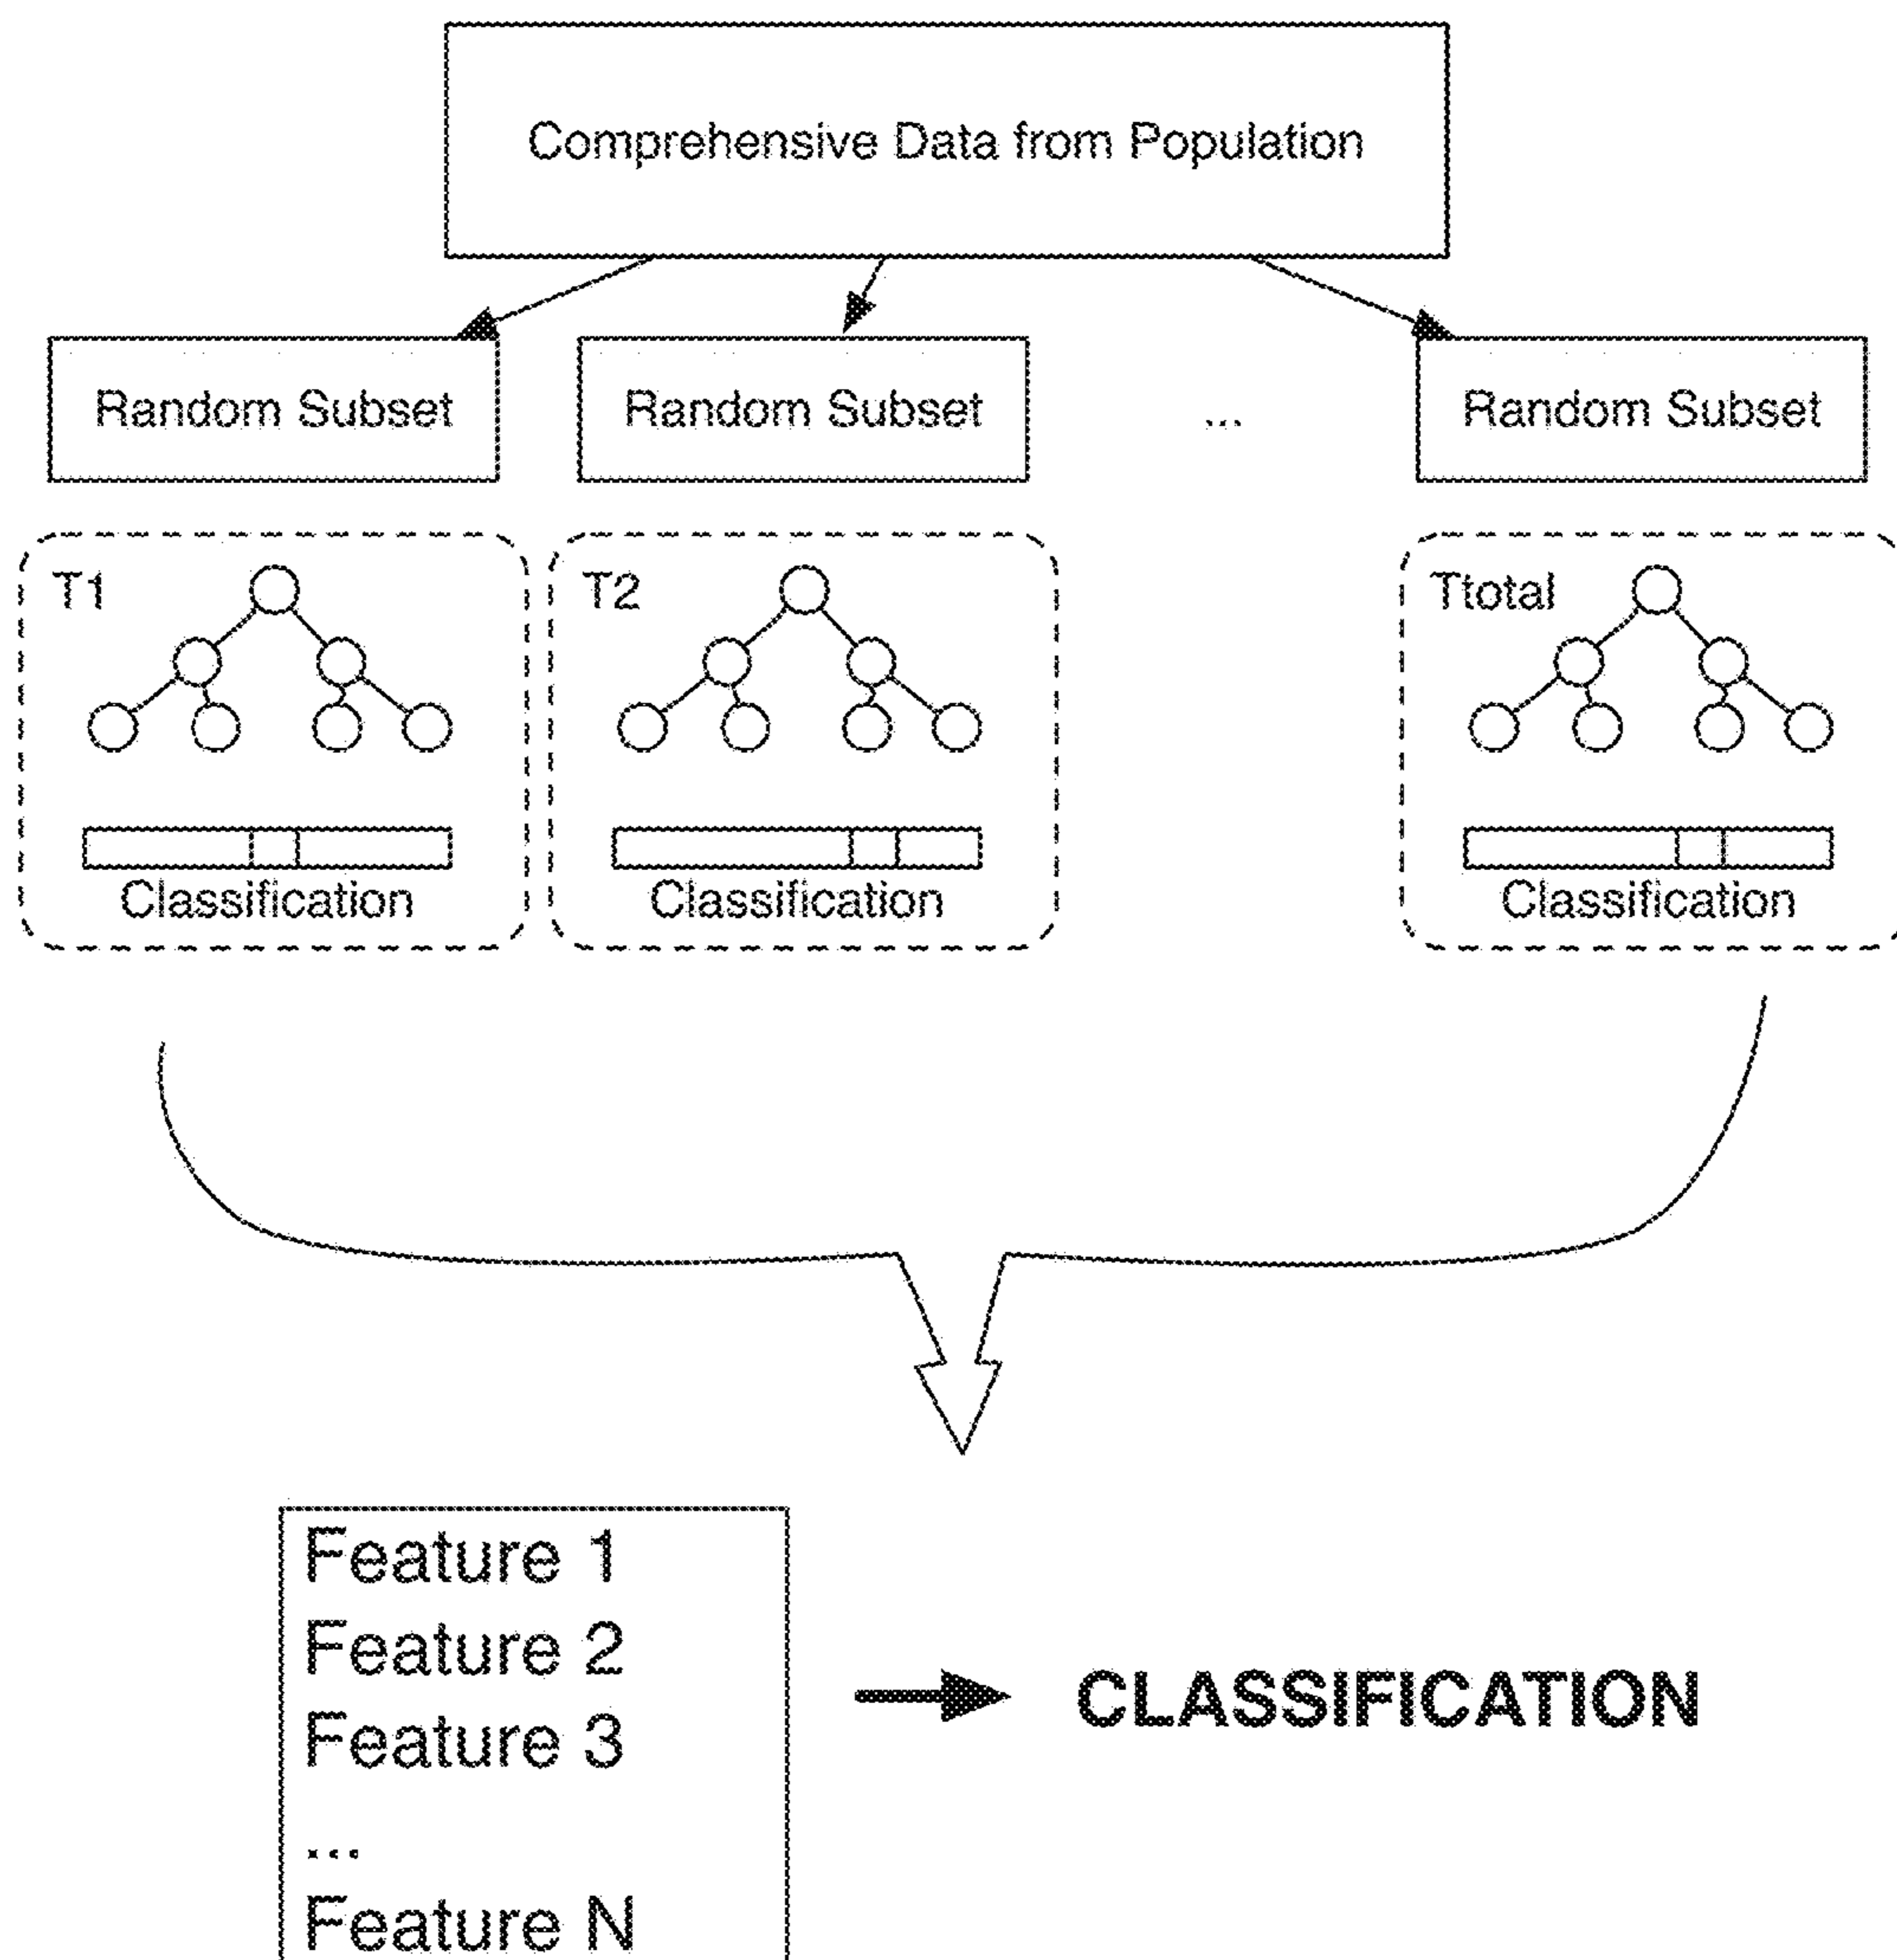 Comprehensive Data from Population
Random Subset
Random Subset
...
Random Subset
T1
Classification
T2
Classification
Ttotal
Classification
Feature 1
Feature 2
Feature 3
...
Feature N
CLASSIFICATION